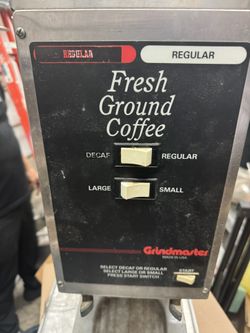 REGULAR
REGULAR
Fresh
Ground
Coffee
DECAF REGULAR
LARGE SMALL
Grindmaster
MADE IN USA
START
SELECT DECAF OR REGULAR
SELECT LARGE OR SMALL
PRESS START SWITCH